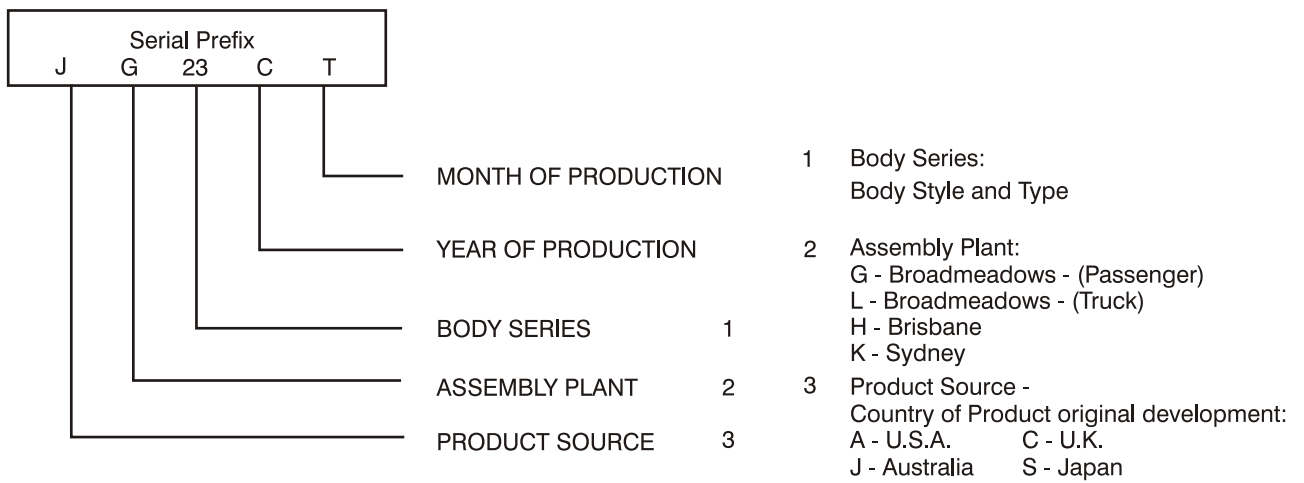 Serial Prefix
J G 23 C T
MONTH OF PRODUCTION
YEAR OF PRODUCTION
BODY SERIES 1
ASSEMBLY PLANT 2
PRODUCT SOURCE 3
1 Body Series:
Body Style and Type
2 Assembly Plant:
G - Broadmeadows - (Passenger)
L - Broadmeadows - (Truck)
H - Brisbane
K - Sydney
3 Product Source -
Country of Product original development:
A - U.S.A. C - U.K.
J - Australia S - Japan